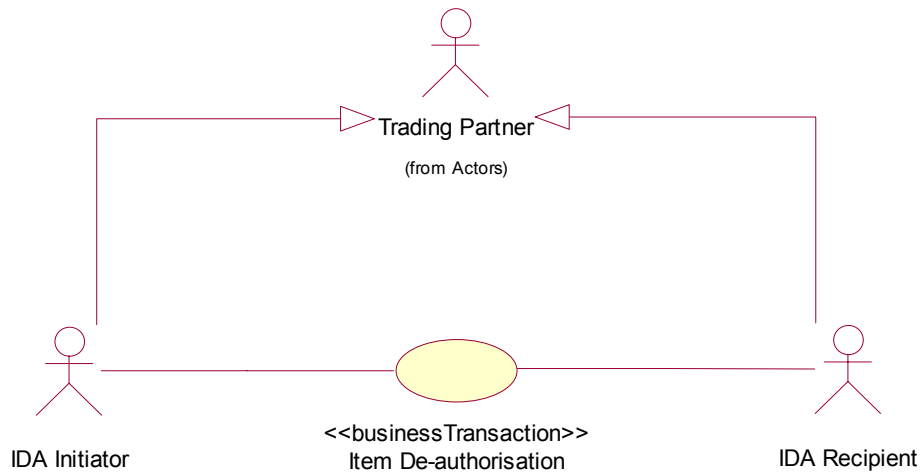 Trading Partner
(from Actors)
<<businessTransaction>>
IDA Initiator
Item De-authorisation
IDA Recipient